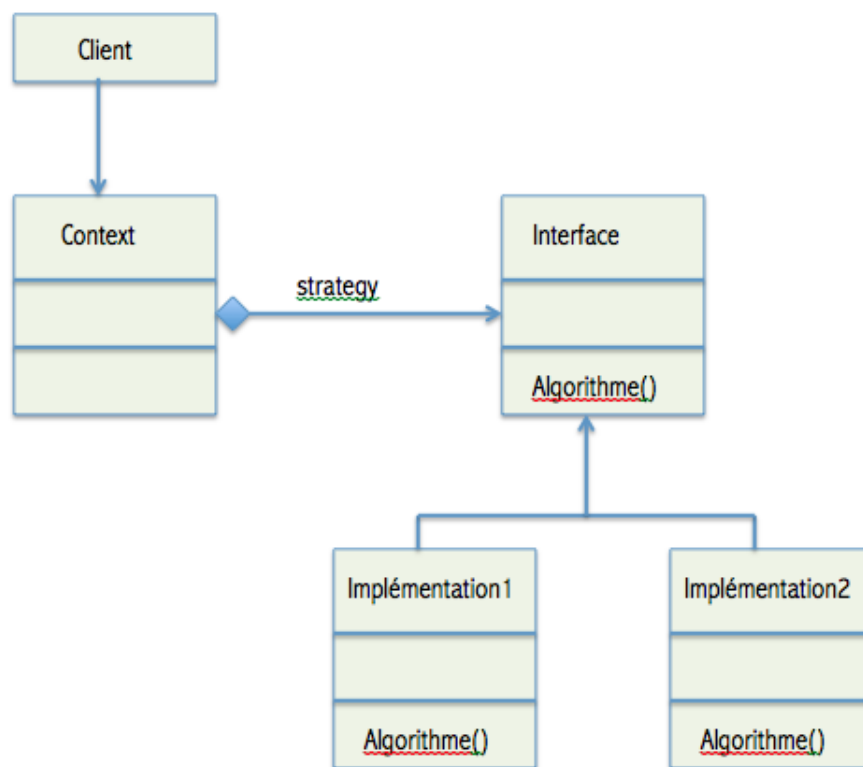 Client
Context
strategy
Interface
Algorithme()
Implémentation1
Algorithme()
Implémentation2
Algorithme()